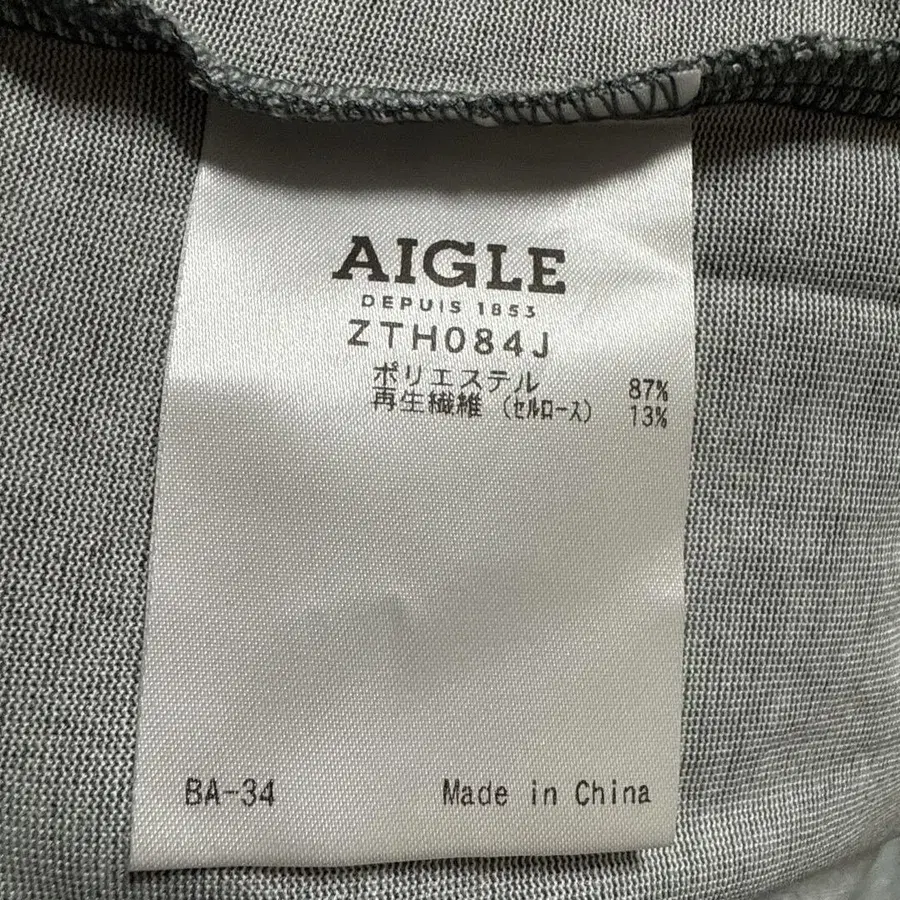 AIGLE
DEPUIS 1853
ZTH084J
ポリエステル 87%
再生繊維 (セルロース) 13%
BA-34 Made in China